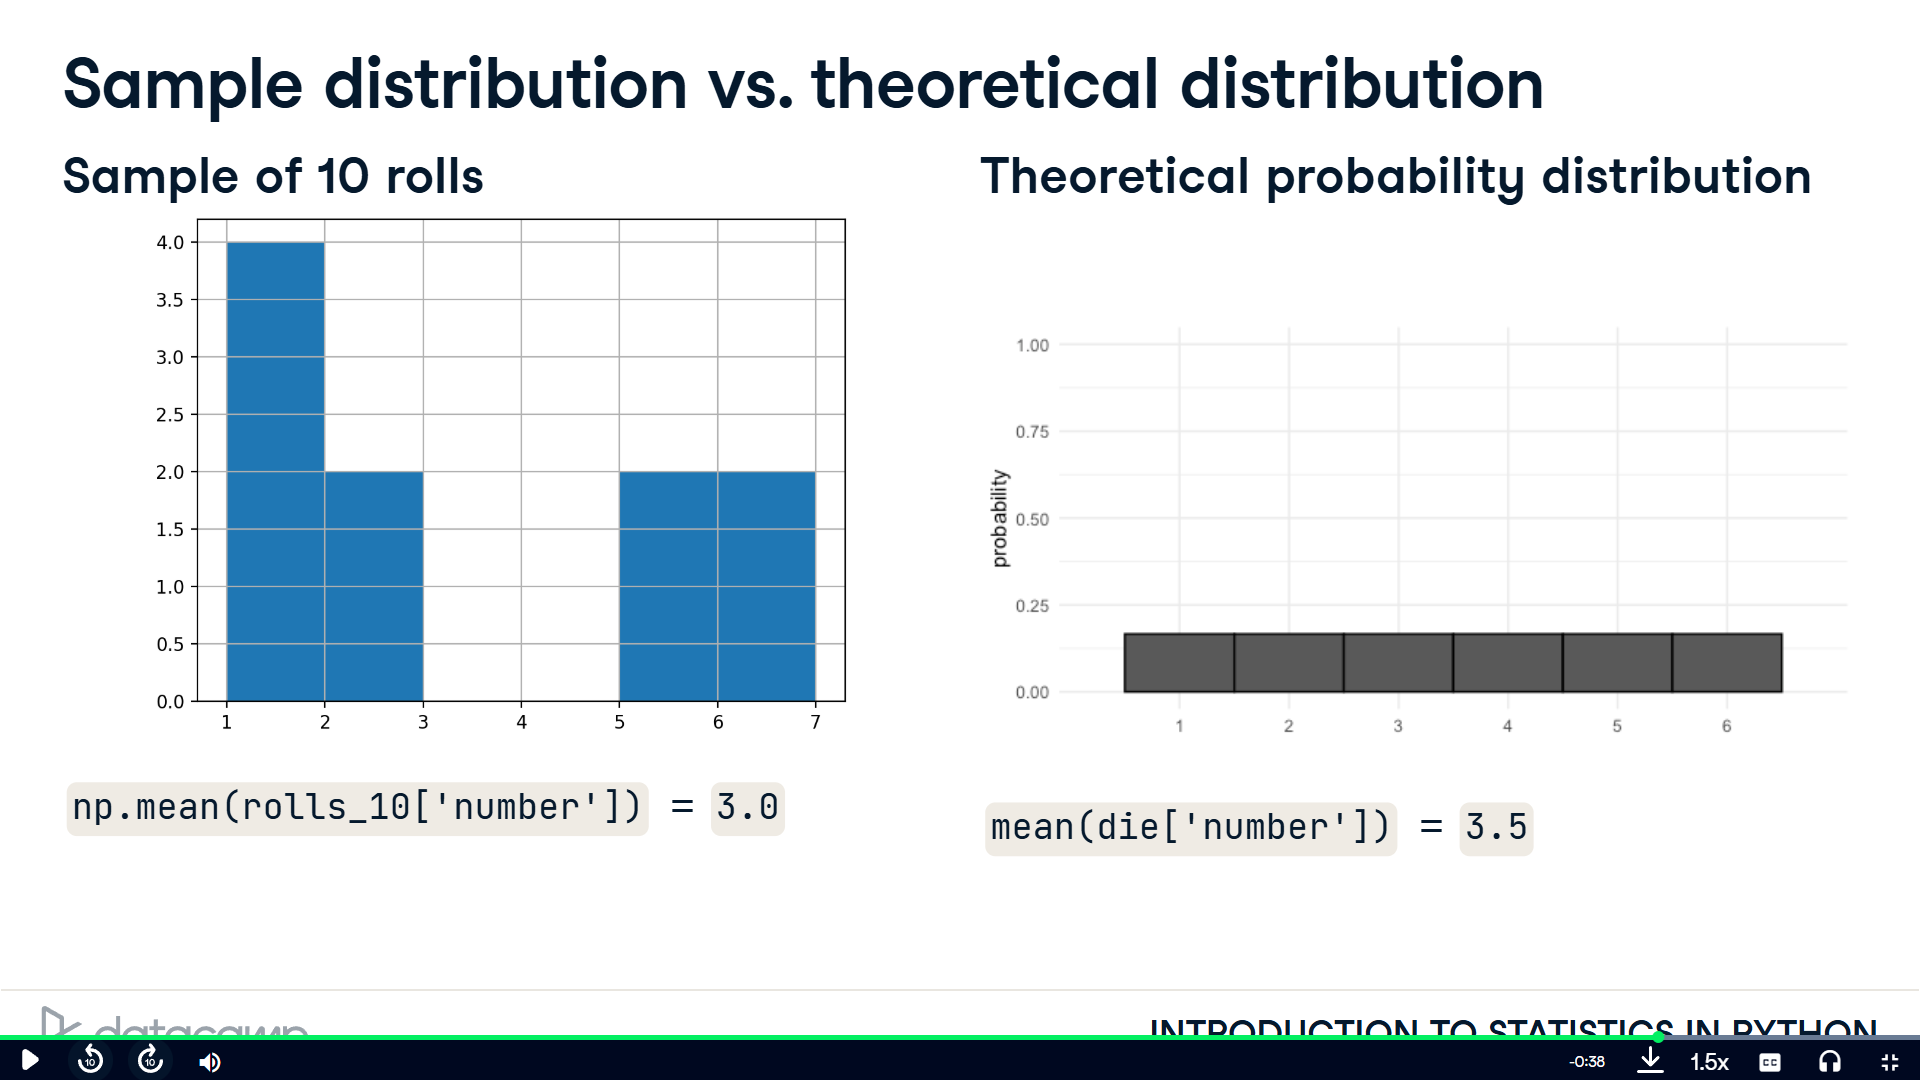 Sample distribution vs. theoretical distribution
Sample of 10 rolls
4.0
3.5
3.0
2.5
2.0
1.5
1.0
0.5
0.0
1 2 3 4 5 6 7
np.mean(rolls_10['number']) = 3.0
Theoretical probability distribution
probability
1.00
0.75
0.50
0.25
0.00
1 2 3 4 5 6
mean(die['number']) = 3.5
datacamp
INTRODUCTION TO STATISTICS IN PYTHON
10 10
-0:38
1.5x
CC